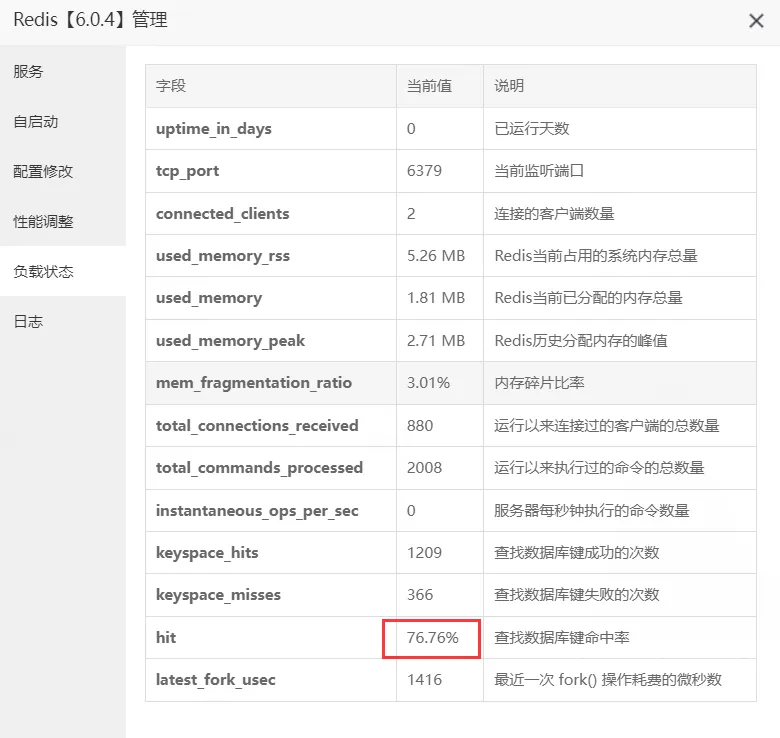 Redis【6.0.4】管理
服务
自启动
配置修改
性能调整
负载状态
日志
字段 当前值 说明
uptime_in_days 0 已运行天数
tcp_port 6379 当前监听端口
connected_clients 2 连接的客户端数量
used_memory_rss 5.26 MB Redis当前占用的系统内存总量
used_memory 1.81 MB Redis当前已分配的内存总量
used_memory_peak 2.71 MB Redis历史分配内存的峰值
mem_fragmentation_ratio 3.01% 内存碎片比率
total_connections_received 880 运行以来连接过的客户端的总数量
total_commands_processed 2008 运行以来执行过的命令的总数量
instantaneous_ops_per_sec 0 服务器每秒钟执行的命令数量
keyspace_hits 1209 查找数据库键成功的次数
keyspace_misses 366 查找数据库键失败的次数
hit 76.76% 查找数据库键命中率
latest_fork_usec 1416 最近一次 fork() 操作耗费的微秒数